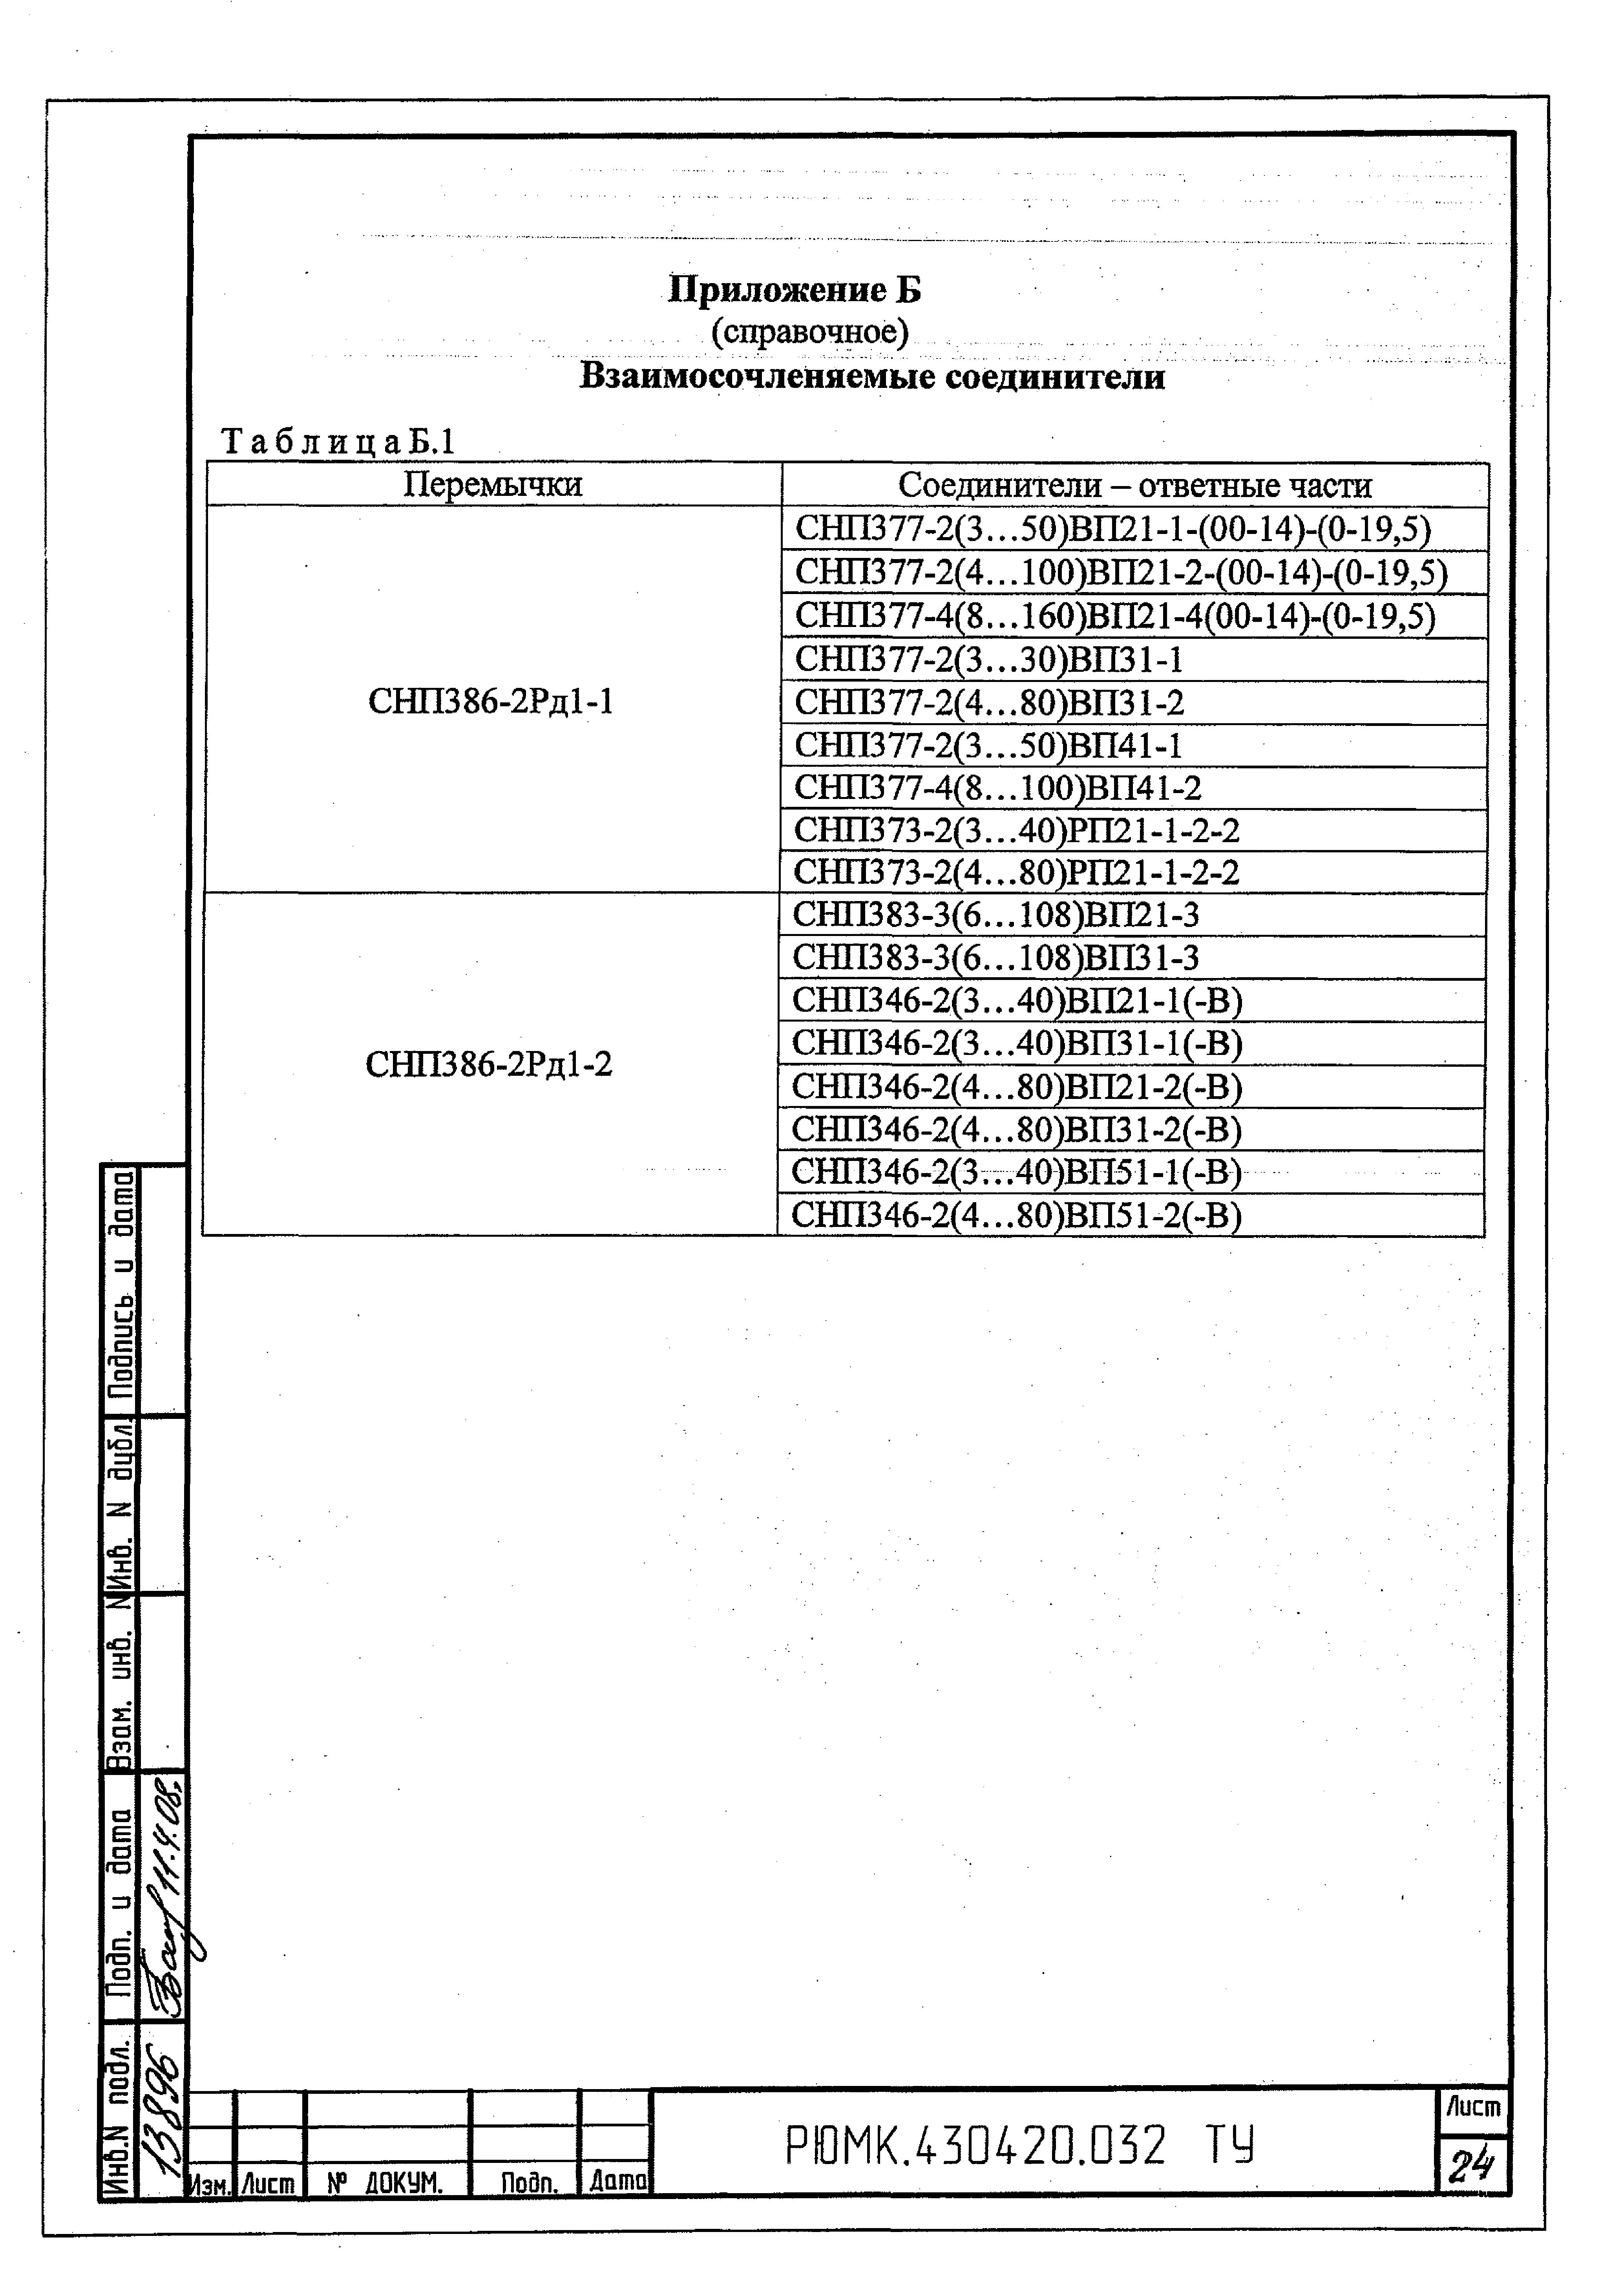 Приложение Б
(справочное)
Взаимосочленяемые соединители
Т а б л и ц а Б.1
Перемычки
Соединители – ответные части
СНП386-2Рд1-1
СНП377-2(3...50)ВП21-1-(00-14)-(0-19,5)
СНП377-2(4...100)ВП21-2-(00-14)-(0-19,5)
СНП377-4(8...160)ВП21-4(00-14)-(0-19,5)
СНП377-2(3...30)ВП31-1
СНП377-2(4...80)ВП31-2
СНП377-2(3...50)ВП41-1
СНП377-4(8...100)ВП41-2
СНП373-2(3...40)РП21-1-2-2
СНП373-2(4...80)РП21-1-2-2
СНП386-2Рд1-2
СНП383-3(6...108)ВП21-3
СНП383-3(6...108)ВП31-3
СНП346-2(3...40)ВП21-1(-В)
СНП346-2(3...40)ВП31-1(-В)
СНП346-2(4...80)ВП21-2(-В)
СНП346-2(4...80)ВП31-2(-В)
СНП346-2(3...40)ВП51-1(-В)
СНП346-2(4...80)ВП51-2(-В)
Подпись и дата
Инв. N дубл.
Взам. инв. N
Подп. и дата
11.4.08.
Инв.N подл.
13896
Изм.
Лист
№ ДОКУМ.
Подп.
Дата
РЮМК.430420.032 ТУ
Лист
24